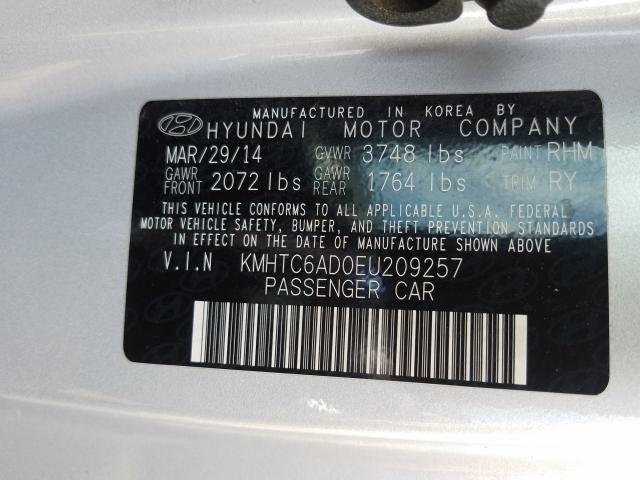 MANUFACTURED IN KOREA BY
HYUNDAI MOTOR COMPANY
MAR/29/14 GVWR 3748 lbs PAINT RHM
GAWR FRONT 2072 lbs GAWR REAR 1764 lbs TRIM RY
THIS VEHICLE CONFORMS TO ALL APPLICABLE U.S.A. FEDERAL
MOTOR VEHICLE SAFETY, BUMPER, AND THEFT PREVENTION STANDARDS
IN EFFECT ON THE DATE OF MANUFACTURE SHOWN ABOVE
V.I.N KMHTC6AD0EU209257
PASSENGER CAR